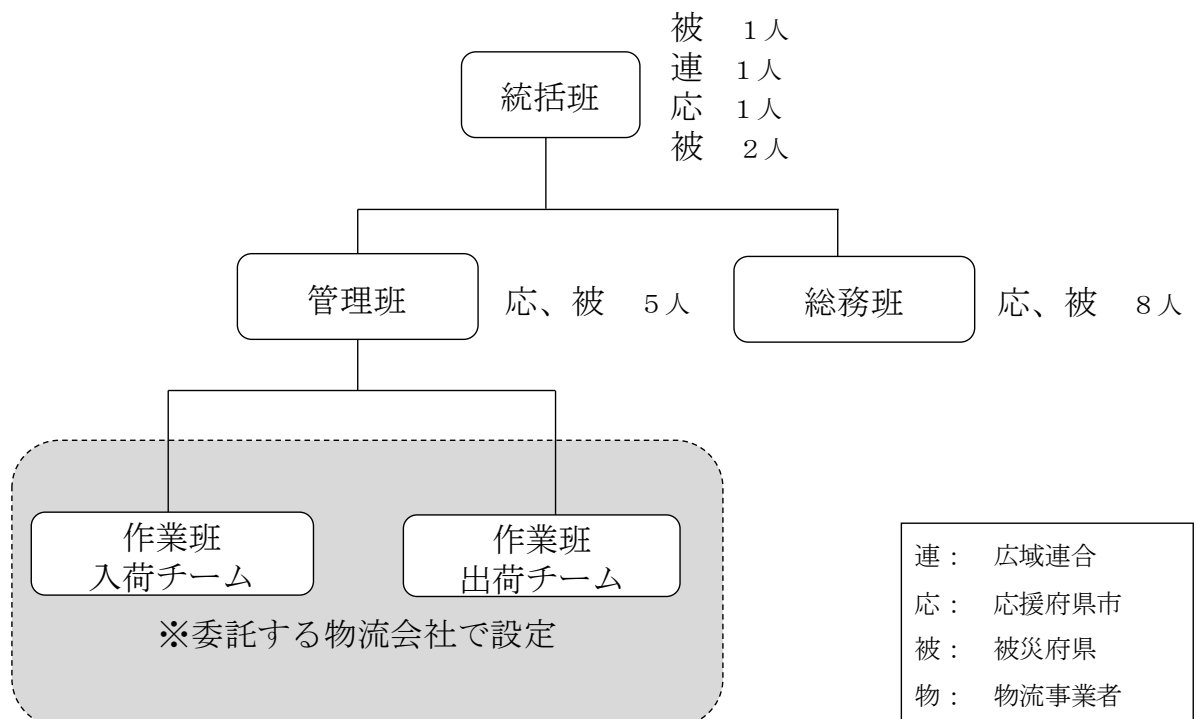 被　１人
連　１人
応　１人
被　２人
統括班
管理班
応、被　５人
総務班
応、被　８人
作業班
入荷チーム
作業班
出荷チーム
※委託する物流会社で設定
連：　広域連合
応：　応援府県市
被：　被災府県
物：　物流事業者